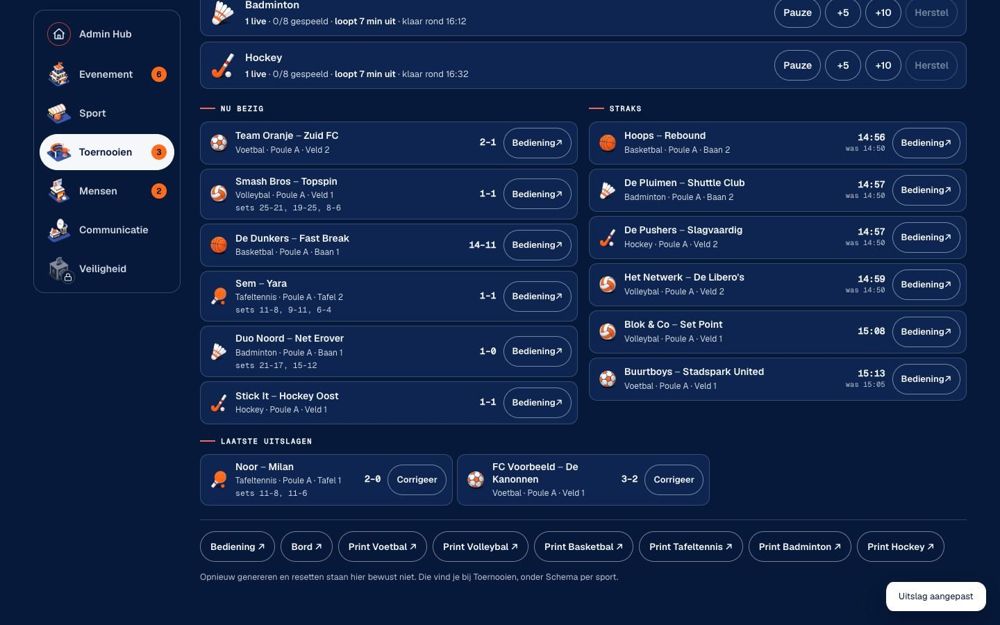 Admin Hub
Evenement 6
Sport
Toernooien 3
Mensen 2
Communicatie
Veiligheid
Badminton
1 live · 0/8 gespeeld · loopt 7 min uit · klaar rond 16:12
Pauze +5 +10 Herstel
Hockey
1 live · 0/8 gespeeld · loopt 7 min uit · klaar rond 16:32
Pauze +5 +10 Herstel
NU BEZIG
Team Oranje – Zuid FC
Voetbal · Poule A · Veld 2
2–1 Bediening↗
Smash Bros – Topspin
Volleybal · Poule A · Veld 1
sets 25–21, 19–25, 8–6
1–1 Bediening↗
De Dunkers – Fast Break
Basketbal · Poule A · Baan 1
14–11 Bediening↗
Sem – Yara
Tafeltennis · Poule A · Tafel 2
sets 11–8, 9–11, 6–4
1–1 Bediening↗
Duo Noord – Net Erover
Badminton · Poule A · Baan 1
sets 21–17, 15–12
1–0 Bediening↗
Stick It – Hockey Oost
Hockey · Poule A · Veld 1
1–1 Bediening↗
STRAKS
Hoops – Rebound
Basketbal · Poule A · Baan 2
14:56
was 14:50
Bediening↗
De Pluimen – Shuttle Club
Badminton · Poule A · Baan 2
14:57
was 14:50
Bediening↗
De Pushers – Slagvaardig
Hockey · Poule A · Veld 2
14:57
was 14:50
Bediening↗
Het Netwerk – De Libero's
Volleybal · Poule A · Veld 2
14:59
was 14:50
Bediening↗
Blok & Co – Set Point
Volleybal · Poule A · Veld 1
15:08
Bediening↗
Buurtboys – Stadspark United
Voetbal · Poule A · Veld 1
15:13
was 15:05
Bediening↗
LAATSTE UITSLAGEN
Noor – Milan
Tafeltennis · Poule A · Tafel 1
sets 11–8, 11–6
2–0 Corrigeer
FC Voorbeeld – De
Kanonnen
Voetbal · Poule A · Veld 1
3–2 Corrigeer
Bediening ↗ Bord ↗ Print Voetbal ↗ Print Volleybal ↗ Print Basketbal ↗ Print Tafeltennis ↗ Print Badminton ↗ Print Hockey ↗
Opnieuw genereren en resetten staan hier bewust niet. Die vind je bij Toernooien, onder Schema per sport.
Uitslag aangepast